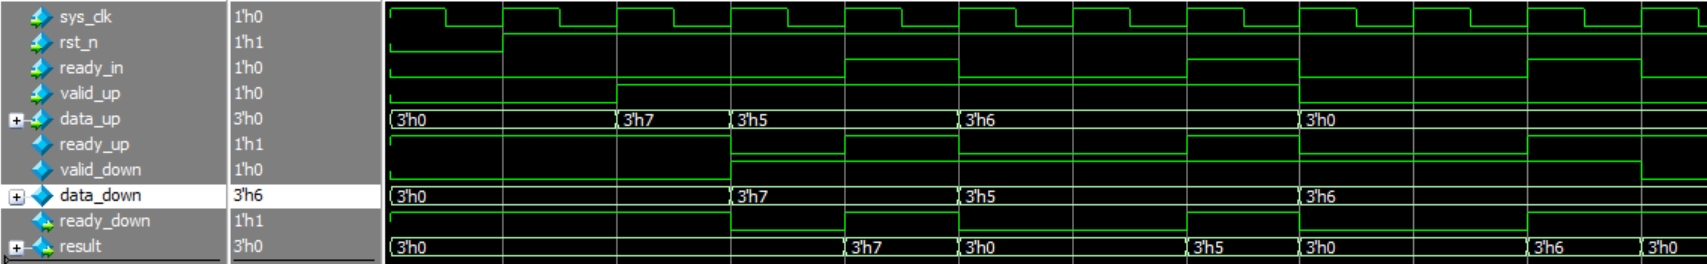 sys_clk 1'h0
rst_n 1'h1
ready_in 1'h0
valid_up 1'h0
data_up 3'h0 3'h0 3'h7 3'h5 3'h6 3'h0
ready_up 1'h1
valid_down 1'h0
data_down 3'h6 3'h0 3'h7 3'h5 3'h6
ready_down 1'h1
result 3'h0 3'h0 3'h7 3'h0 3'h5 3'h0 3'h6 3'h0